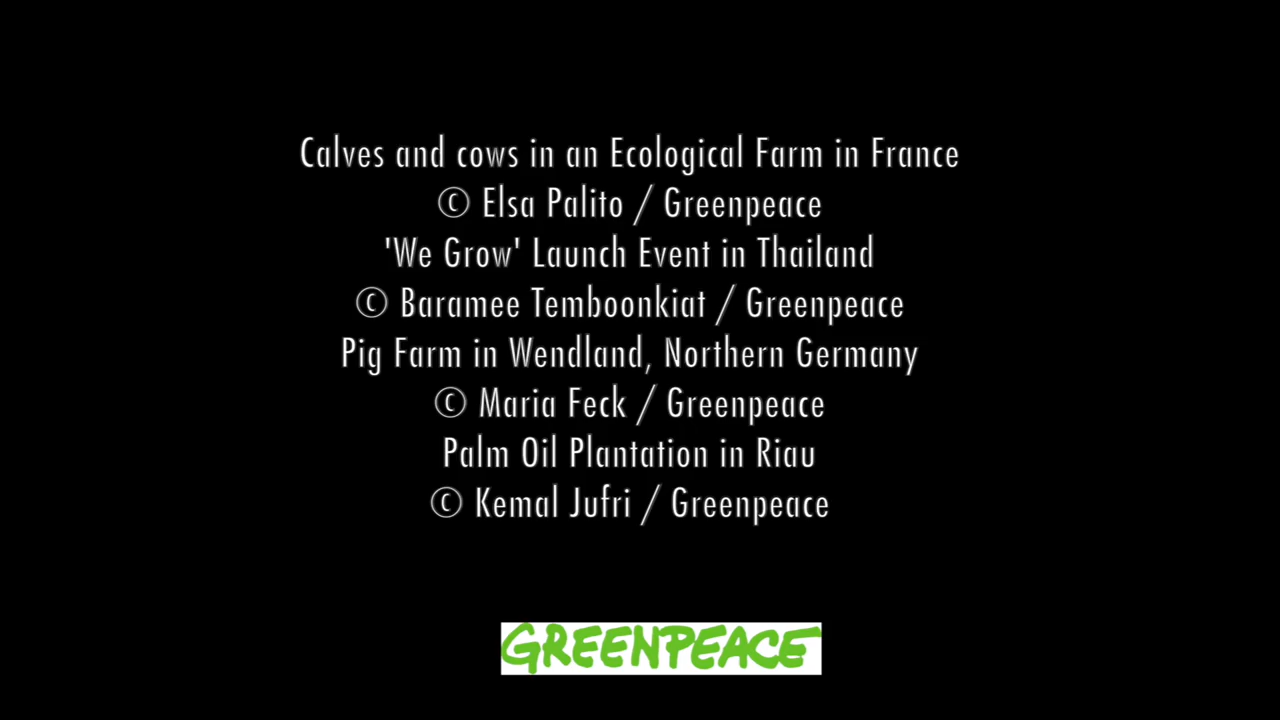 Calves and cows in an Ecological Farm in France
© Elsa Palito / Greenpeace
'We Grow' Launch Event in Thailand
© Baramee Temboonkiat / Greenpeace
Pig Farm in Wendland, Northern Germany
© Maria Feck / Greenpeace
Palm Oil Plantation in Riau
© Kemal Jufri / Greenpeace
GREENPEACE